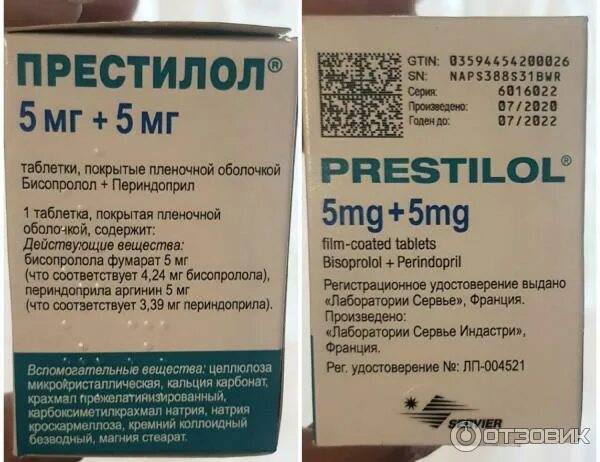 ПРЕСТИЛОЛ®
5 мг + 5 мг
таблетки, покрытые пленочной оболочкой
Бисопролол + Периндоприл
1 таблетка, покрытая пленочной
оболочкой, содержит:
Действующие вещества:
бисопролола фумарат 5 мг
(что соответствует 4,24 мг бисопролола),
периндоприла аргинин 5 мг
(что соответствует 3,39 мг периндоприла).
Вспомогательные вещества: целлюлоза
микрокристаллическая, кальция карбонат,
крахмал прежелатинизированный,
карбоксиметилкрахмал натрия, натрия
кроскармеллоза, кремний коллоидный
безводный, магния стеарат.
GTIN: 03594454200026
SN: NAPS388S31BWR
Серия: 6016022
Произведено: 07/2020
Годен до: 07/2022
PRESTILOL®
5mg+5mg
film-coated tablets
Bisoprolol + Perindopril
Регистрационное удостоверение выдано
«Лаборатории Сервье», Франция.
Произведено:
«Лаборатории Сервье Индастри»,
Франция.
Рег. удостоверение №: ЛП-004521
SERVIER
ОТЗОВИК